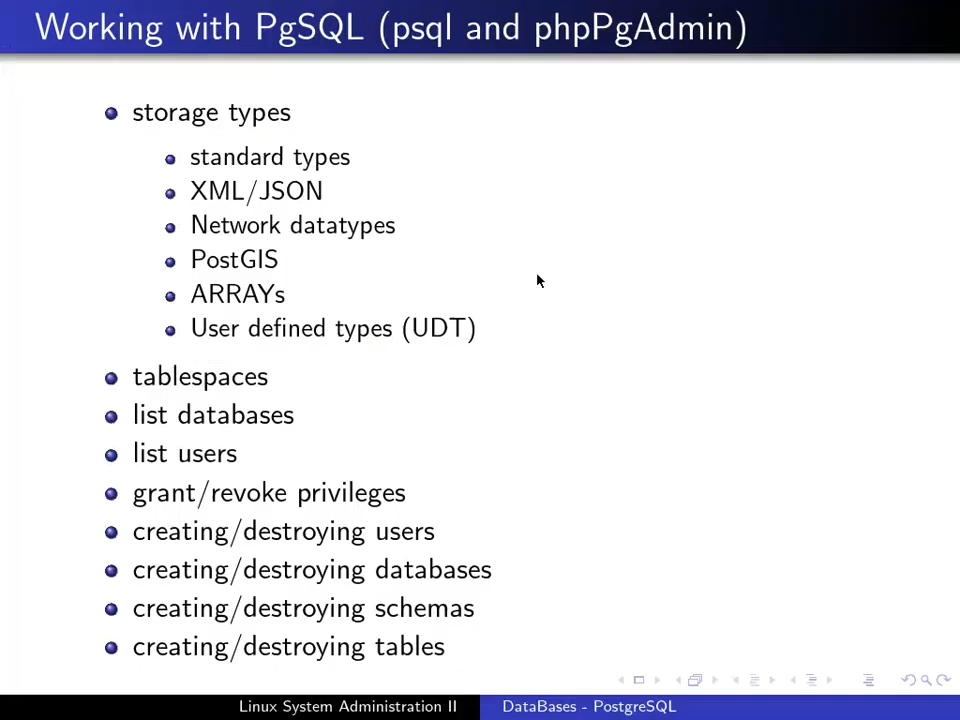 Working with PgSQL (psql and phpPgAdmin)
storage types
standard types
XML/JSON
Network datatypes
PostGIS
ARRAYs
User defined types (UDT)
tablespaces
list databases
list users
grant/revoke privileges
creating/destroying users
creating/destroying databases
creating/destroying schemas
creating/destroying tables
Linux System Administration II
DataBases - PostgreSQL